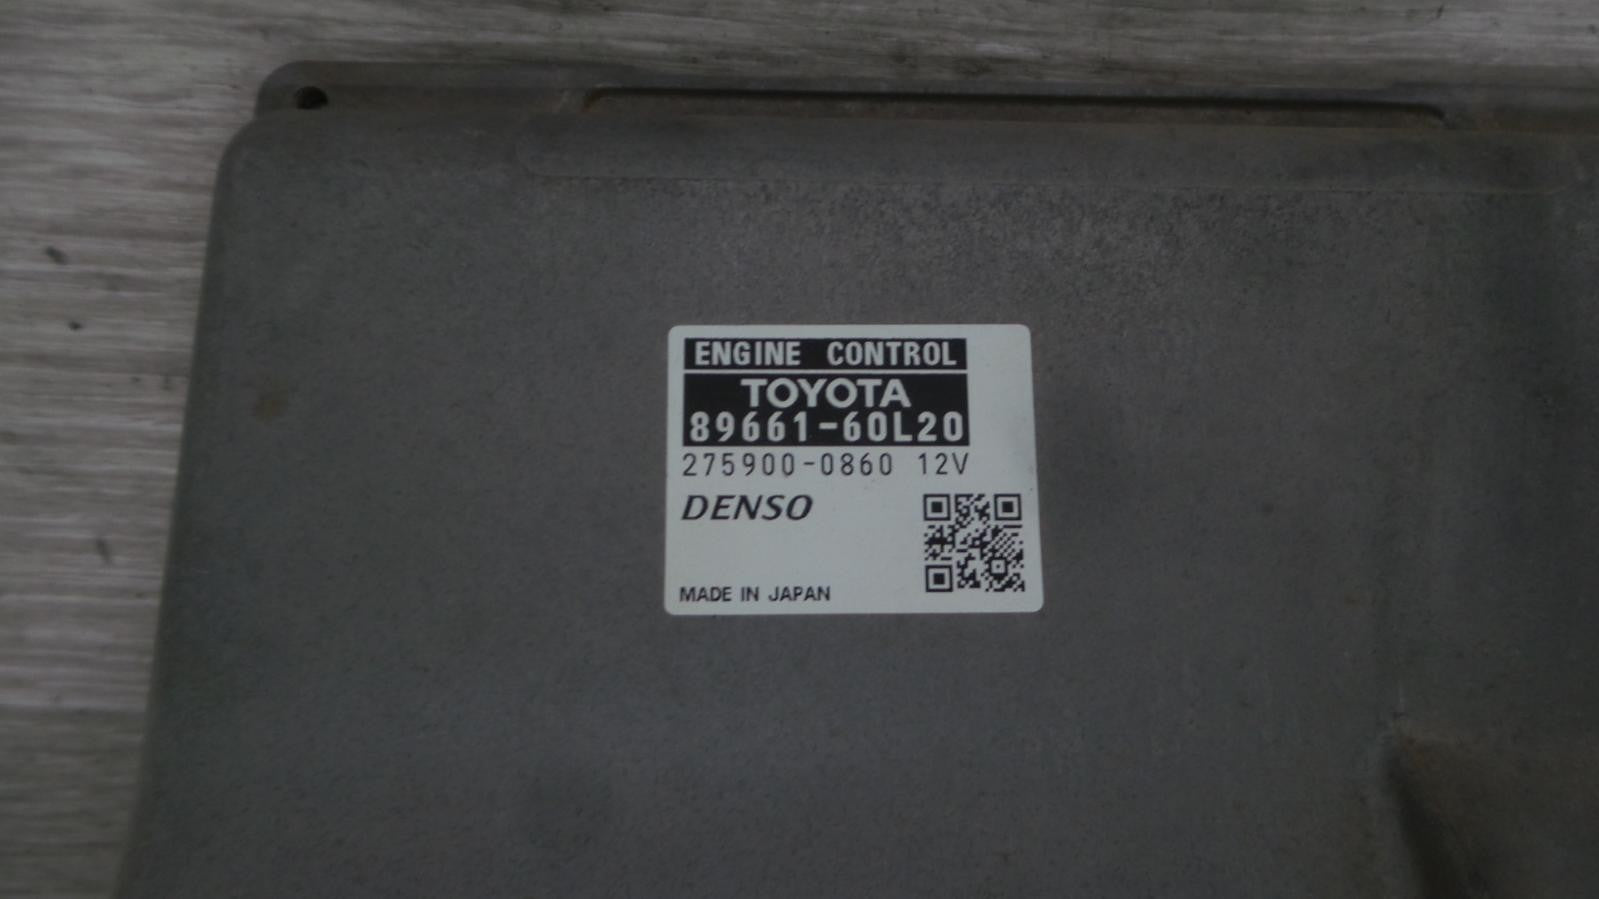 ENGINE CONTROL
TOYOTA
89661-60L20
275900-0860 12V
DENSO
MADE IN JAPAN